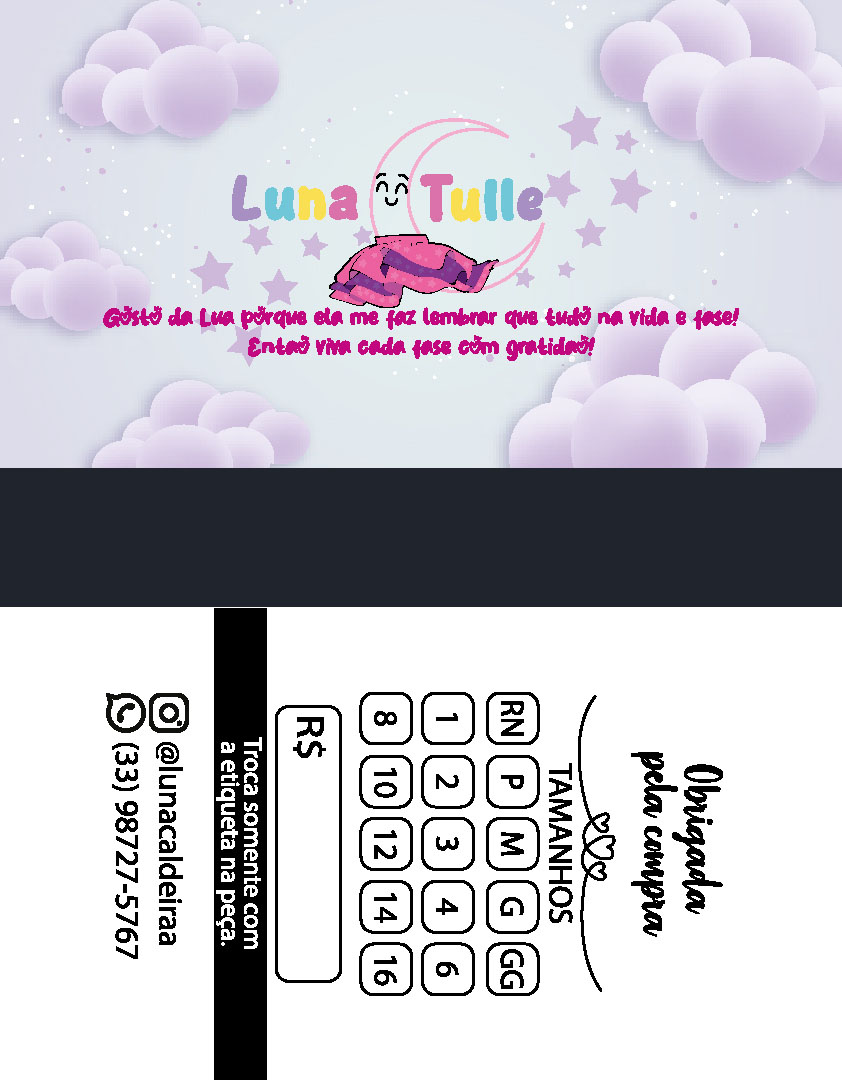 Luna Tulle
Gosto da Lua porque ela me faz lembrar que tudo na vida e fase!
Entao viva cada fase com gratidao!
Obrigada
pela compra
TAMANHOS
RN P M G GG
1 2 3 4 6
8 10 12 14 16
R$
Troca somente com
a etiqueta na peça.
@lunacaldeiraa
(33) 98727-5767